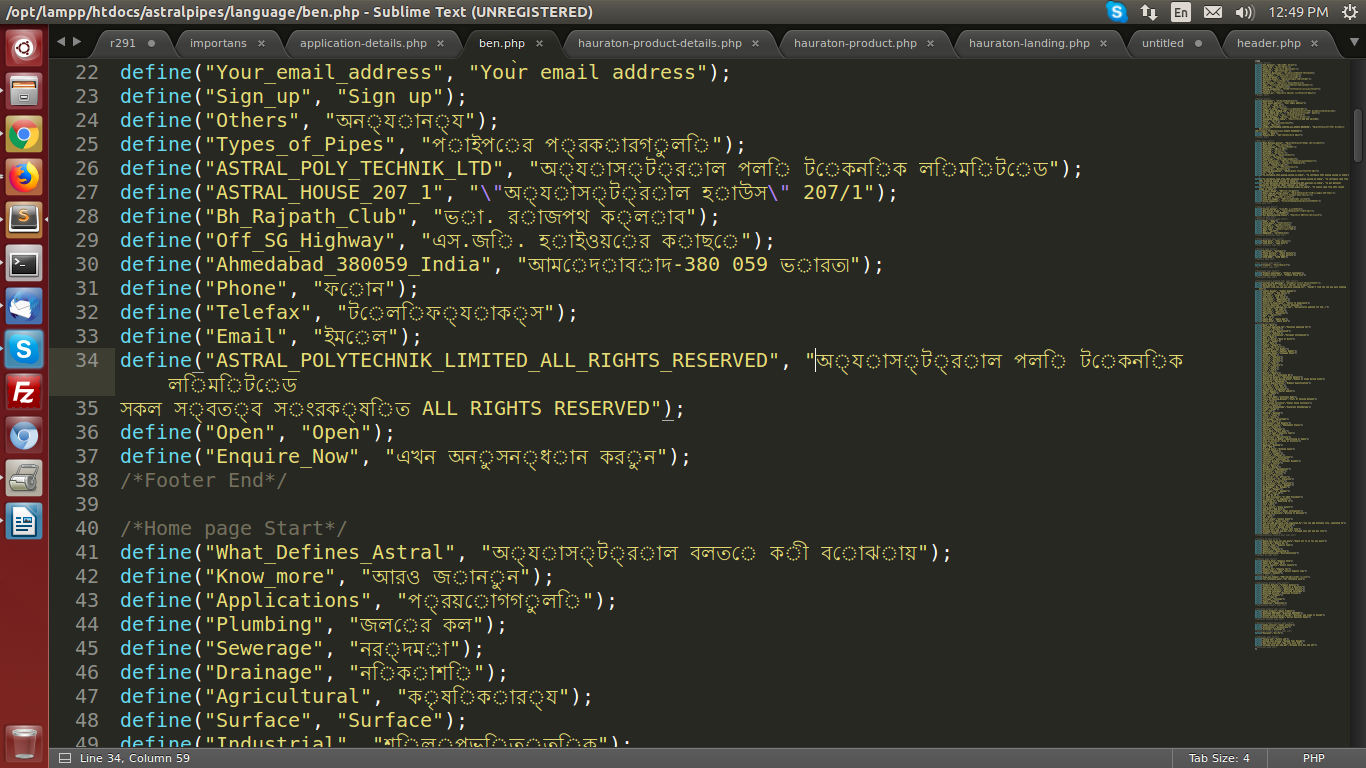 /opt/lampp/htdocs/astralpipes/language/ben.php - Sublime Text (UNREGISTERED)
En
12:49 PM
r291
importans
application-details.php
ben.php
hauraton-product-details.php
hauraton-product.php
hauraton-landing.php
untitled
header.php
22 define("Your_email_address", "Your email address");
23 define("Sign_up", "Sign up");
24 define("Others", "অন্যান্য");
25 define("Types_of_Pipes", "পাইপের প্রকারগুলি");
26 define("ASTRAL_POLY_TECHNIK_LTD", "অ্যাস্ট্রাল পলি টেকনিক লিমিটেড");
27 define("ASTRAL_HOUSE_207_1", "\"অ্যাস্ট্রাল হাউস\" 207/1");
28 define("Bh_Rajpath_Club", "ভা. রাজপথ ক্লাব");
29 define("Off_SG_Highway", "এস.জি. হাইওয়ের কাছে");
30 define("Ahmedabad_380059_India", "আমেদাবাদ-380 059 ভারত৷");
31 define("Phone", "ফোন");
32 define("Telefax", "টেলিফ্যাক্স");
33 define("Email", "ইমেল");
34 define("ASTRAL_POLYTECHNIK_LIMITED_ALL_RIGHTS_RESERVED", "অ্যাস্ট্রাল পলি টেকনিক
লিমিটেড
35 সকল স্বত্ব সংরক্ষিত ALL RIGHTS RESERVED");
36 define("Open", "Open");
37 define("Enquire_Now", "এখন অনুসন্ধান করুন");
38 /*Footer End*/
39
40 /*Home page Start*/
41 define("What_Defines_Astral", "অ্যাস্ট্রাল বলতে কী বোঝায়");
42 define("Know_more", "আরও জানুন");
43 define("Applications", "প্রয়োগগুলি");
44 define("Plumbing", "জলের কল");
45 define("Sewerage", "নর্দমা");
46 define("Drainage", "নিকাশি");
47 define("Agricultural", "কৃষিকার্য");
48 define("Surface", "Surface");
49 define("Industrial", "শিল্পভিত্তিক");
Line 34, Column 59
Tab Size: 4
PHP